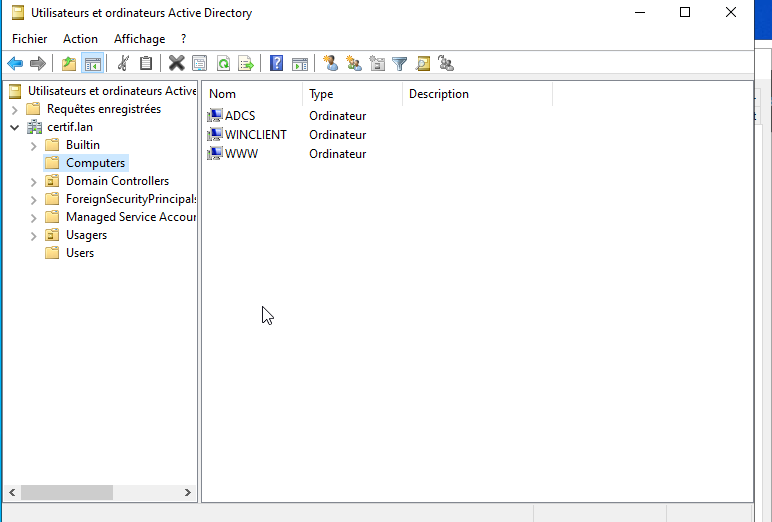 Utilisateurs et ordinateurs Active Directory
Fichier Action Affichage ?
Utilisateurs et ordinateurs Active
Requêtes enregistrées
certif.lan
Builtin
Computers
Domain Controllers
ForeignSecurityPrincipals
Managed Service Accour
Usagers
Users
Nom Type Description
ADCS Ordinateur
WINCLIENT Ordinateur
WWW Ordinateur